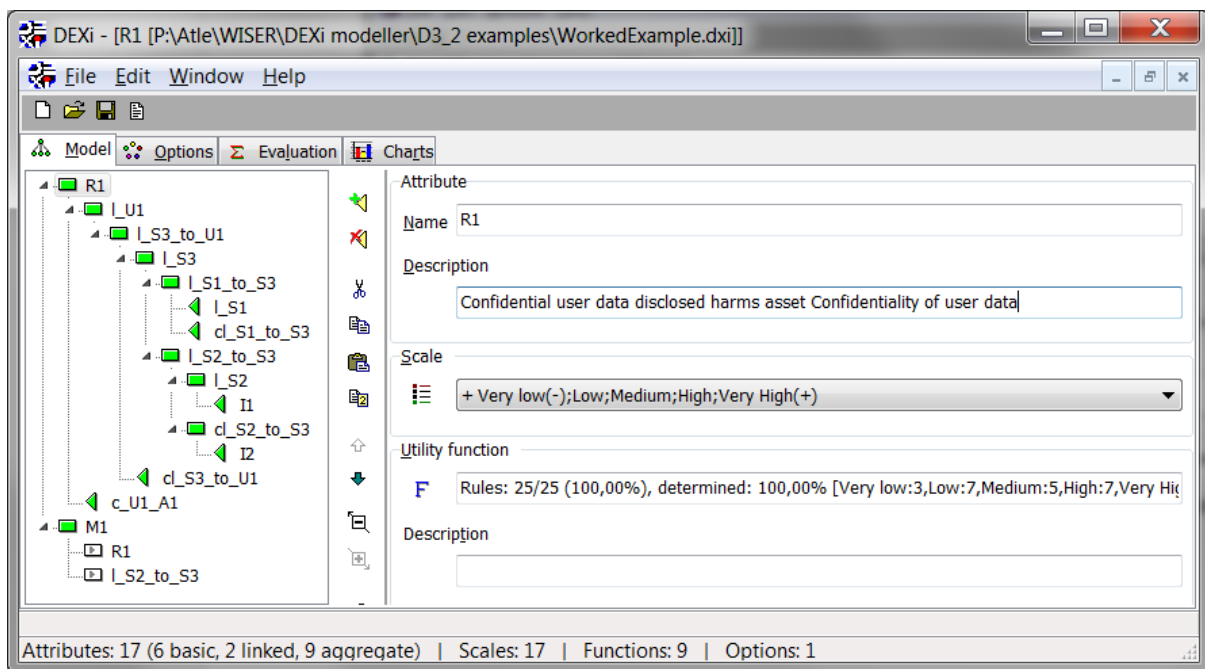 DEXi - [R1 [P:\Atle\WISER\DEXi modeller\D3_2 examples\WorkedExample.dxi]]
File Edit Window Help
Model Options Σ Evaluation Charts
R1
l_U1
l_S3_to_U1
l_S3
l_S1_to_S3
l_S1
cl_S1_to_S3
l_S2_to_S3
l_S2
I1
cl_S2_to_S3
I2
cl_S3_to_U1
c_U1_A1
M1
R1
l_S2_to_S3
Attribute
Name R1
Description
Confidential user data disclosed harms asset Confidentiality of user data
Scale
+ Very low(-);Low;Medium;High;Very High(+)
Utility function
F Rules: 25/25 (100,00%), determined: 100,00% [Very low:3,Low:7,Medium:5,High:7,Very Hig
Description
Attributes: 17 (6 basic, 2 linked, 9 aggregate) | Scales: 17 | Functions: 9 | Options: 1